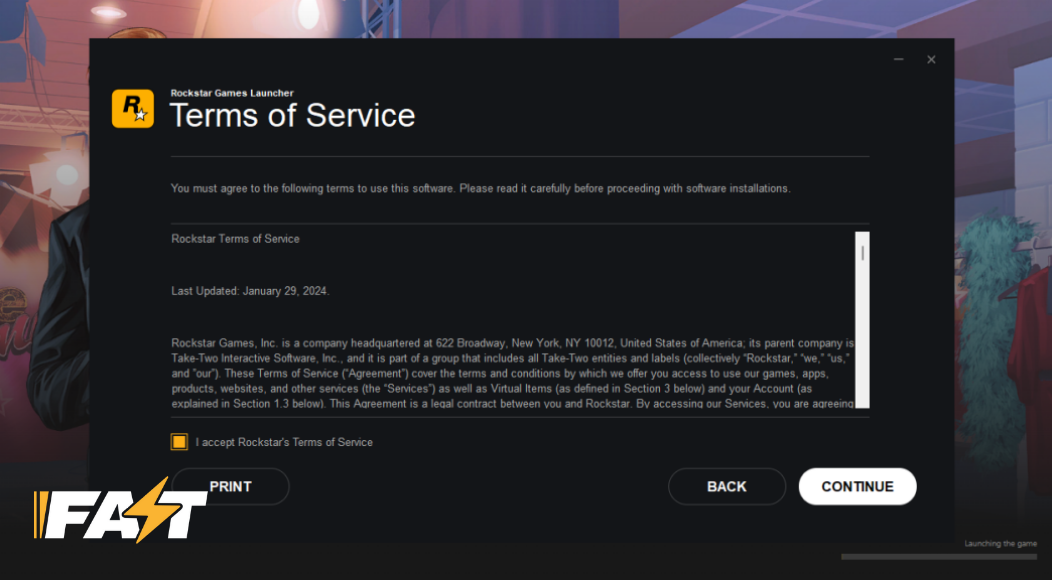 Rockstar Games Launcher
R
Terms of Service
You must agree to the following terms to use this software. Please read it carefully before proceeding with software installations.
Rockstar Terms of Service
Last Updated: January 29, 2024.
Rockstar Games, Inc. is a company headquartered at 622 Broadway, New York, NY 10012, United States of America; its parent company is
Take-Two Interactive Software, Inc., and it is part of a group that includes all Take-Two entities and labels (collectively “Rockstar,” “we,” “us,”
and “our”). These Terms of Service (“Agreement”) cover the terms and conditions by which we offer you access to use our games, apps,
products, websites, and other services (the “Services”) as well as Virtual Items (as defined in Section 3 below) and your Account (as
explained in Section 1.3 below). This Agreement is a legal contract between you and Rockstar. By accessing our Services, you are agreeing
I accept Rockstar's Terms of Service
PRINT
BACK
CONTINUE
FAST
Launching the game